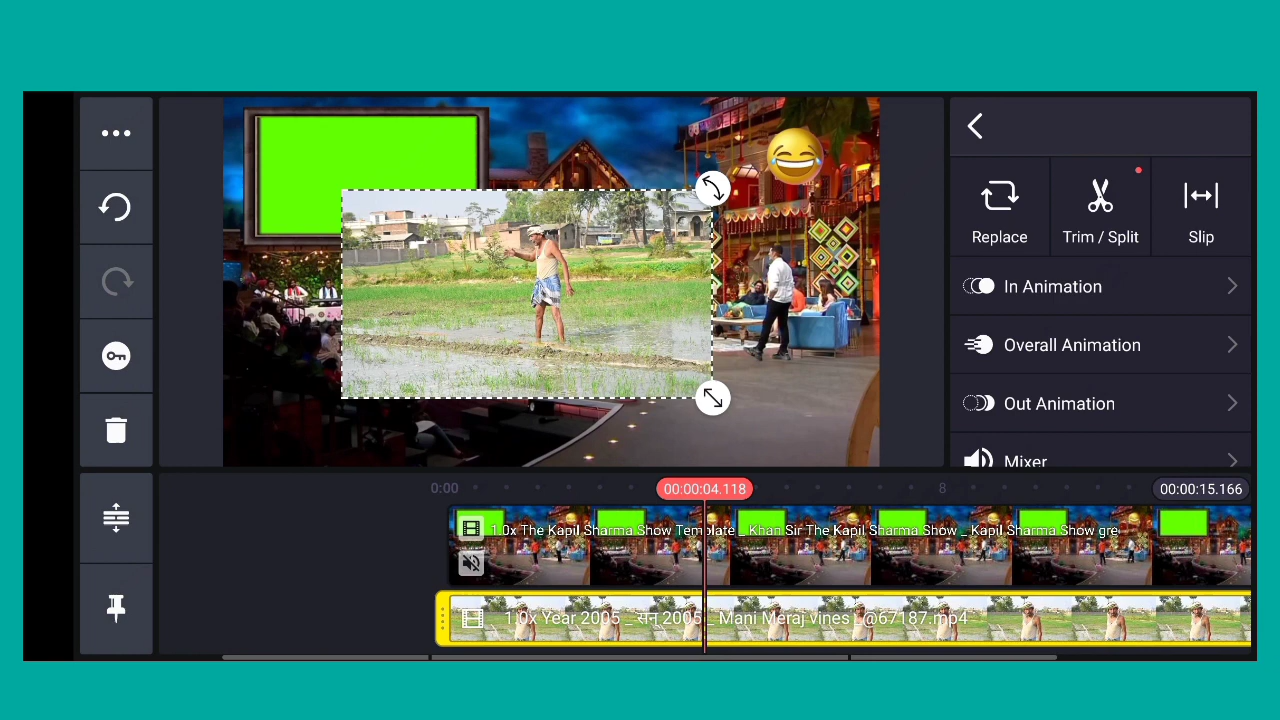 Replace
Trim / Split
Slip
In Animation
Overall Animation
Out Animation
Mixer
0:00
00:00:04.118
8
00:00:15.166
1.0x The Kapil Sharma Show Template _ Khan Sir The Kapil Sharma Show _ Kapil Sharma Show gre
1.0x Year 2005 _ सन 2005 _ Mani Meraj Vines _@67187.mp4